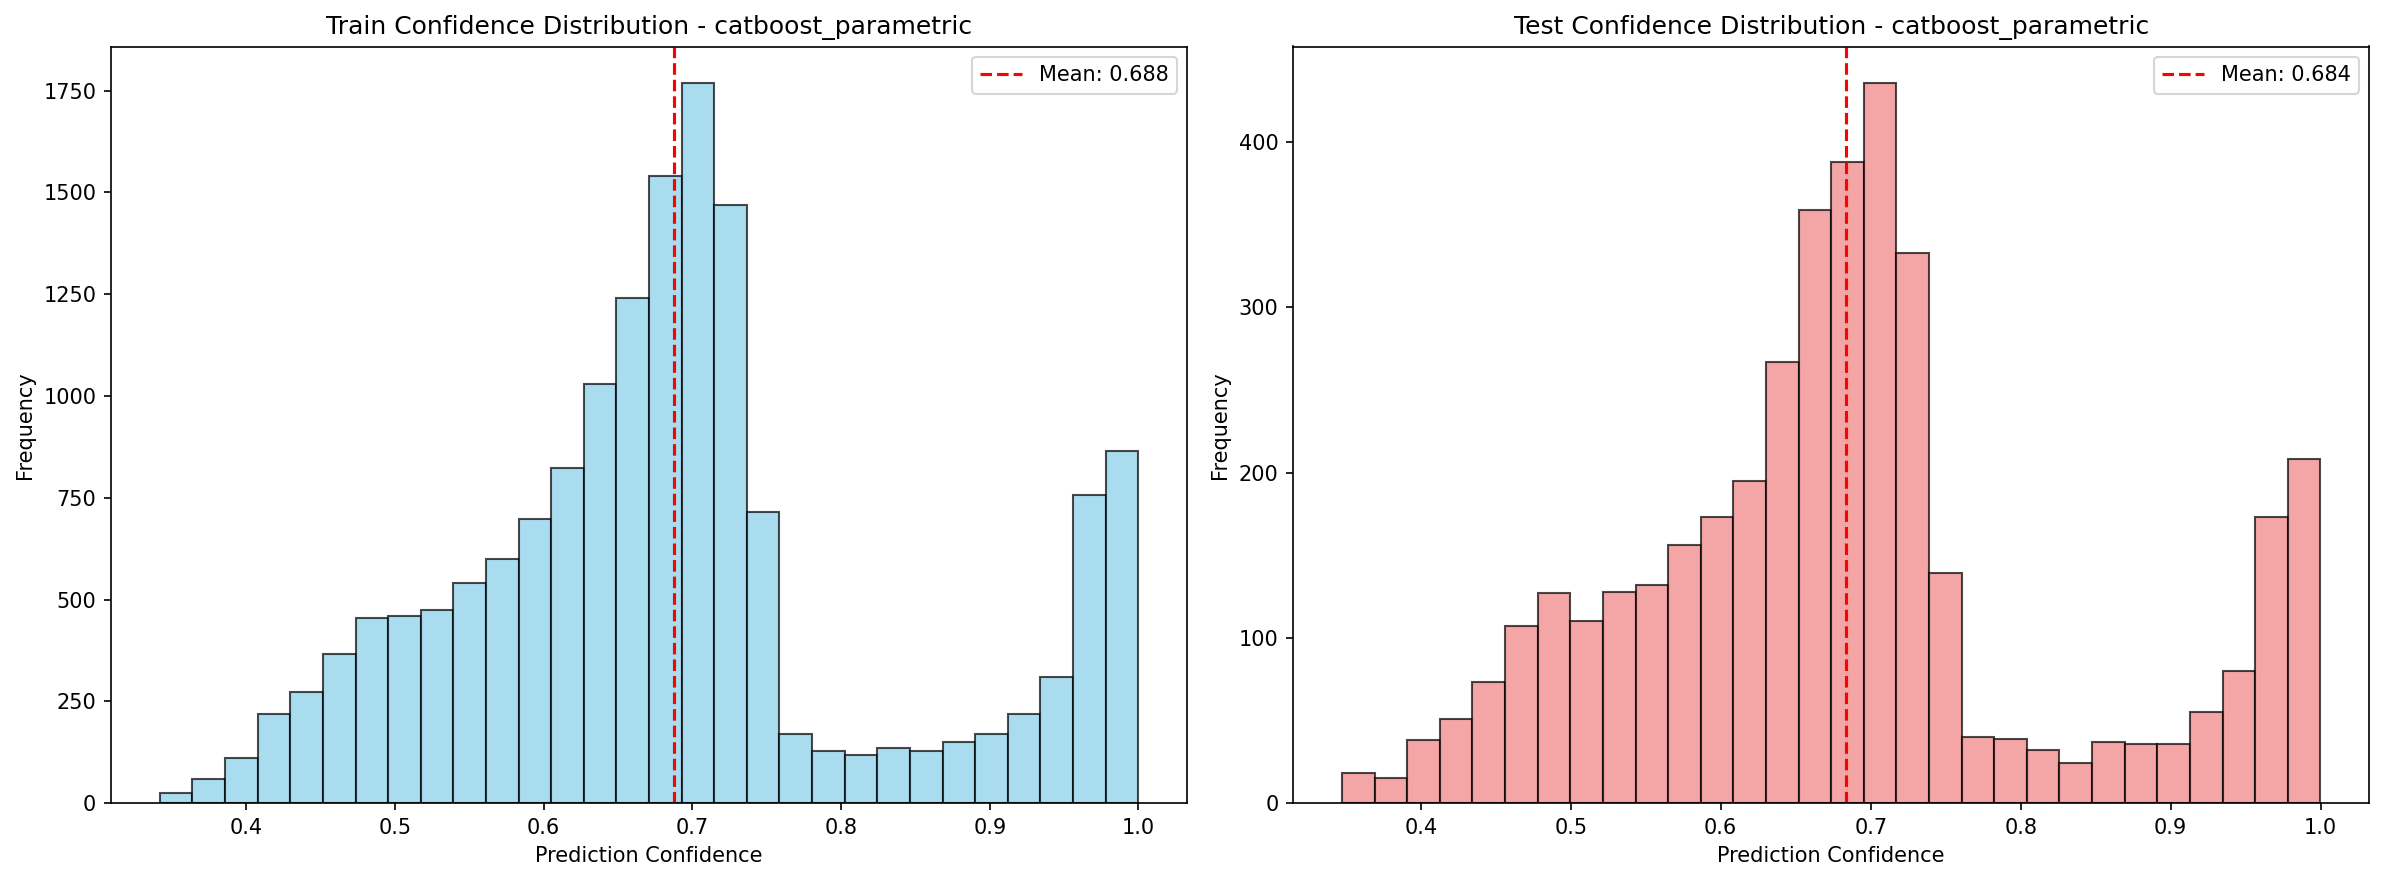 Train Confidence Distribution - catboost_parametric
Mean: 0.688
1750
1500
1250
1000
750
500
250
0
Frequency
0.4 0.5 0.6 0.7 0.8 0.9 1.0
Prediction Confidence
Test Confidence Distribution - catboost_parametric
Mean: 0.684
400
300
200
100
0
Frequency
0.4 0.5 0.6 0.7 0.8 0.9 1.0
Prediction Confidence